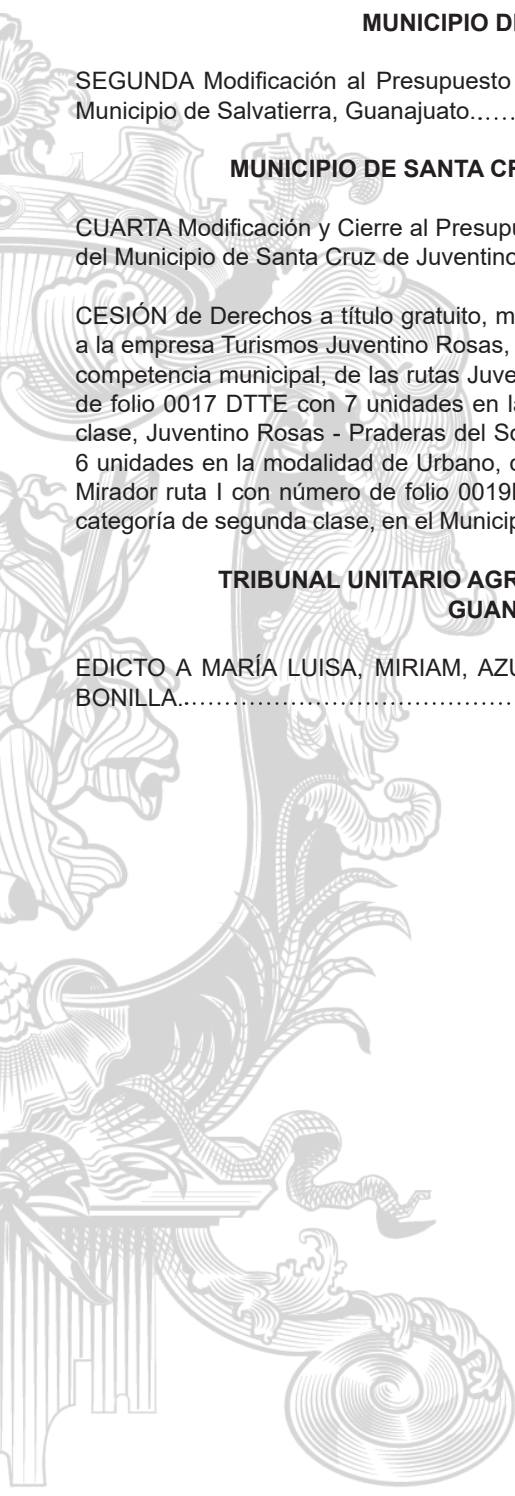 MUNICIPIO DE
SEGUNDA Modificación al Presupuesto
Municipio de Salvatierra, Guanajuato.......
MUNICIPIO DE SANTA CR
CUARTA Modificación y Cierre al Presupu
del Municipio de Santa Cruz de Juventino
CESIÓN de Derechos a título gratuito, m
a la empresa Turismos Juventino Rosas,
competencia municipal, de las rutas Juve
de folio 0017 DTTE con 7 unidades en la
clase, Juventino Rosas - Praderas del So
6 unidades en la modalidad de Urbano, c
Mirador ruta I con número de folio 0019
categoría de segunda clase, en el Municip
TRIBUNAL UNITARIO AGR
GUAN
EDICTO A MARÍA LUISA, MIRIAM, AZU
BONILLA.......................................